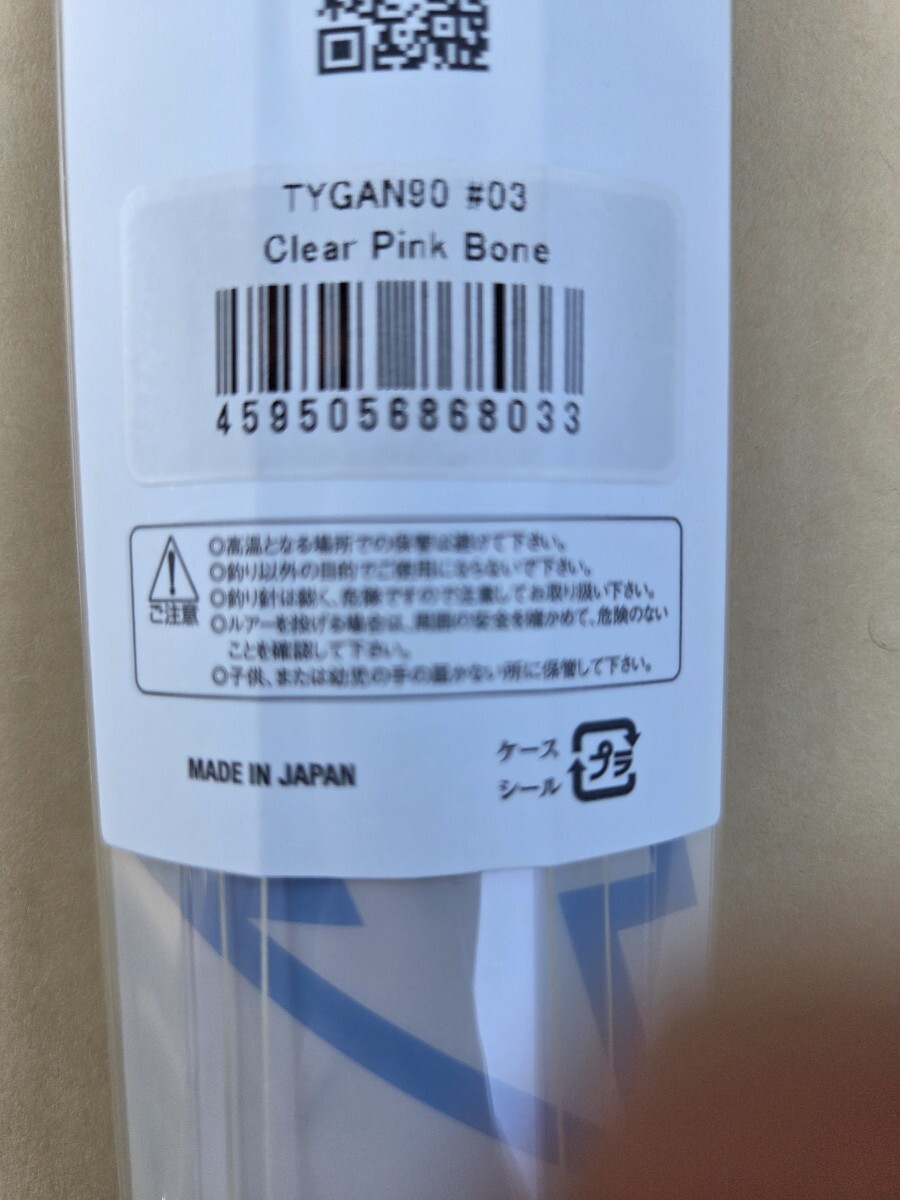 TYGAN90 #03
Clear Pink Bone
4595056868033
◎高温となる場所での保管は避けて下さい。
◎釣り以外の目的でご使用にならないで下さい。
◎釣り針は鋭く、危険ですので注意してお取り扱い下さい。
◎ルアーを投げる場合は、周囲の安全を確かめて、危険のない
ことを確認して下さい。
◎子供、または幼児の手の届かない所に保管して下さい。
ご注意
MADE IN JAPAN
ケース
シール
プラ